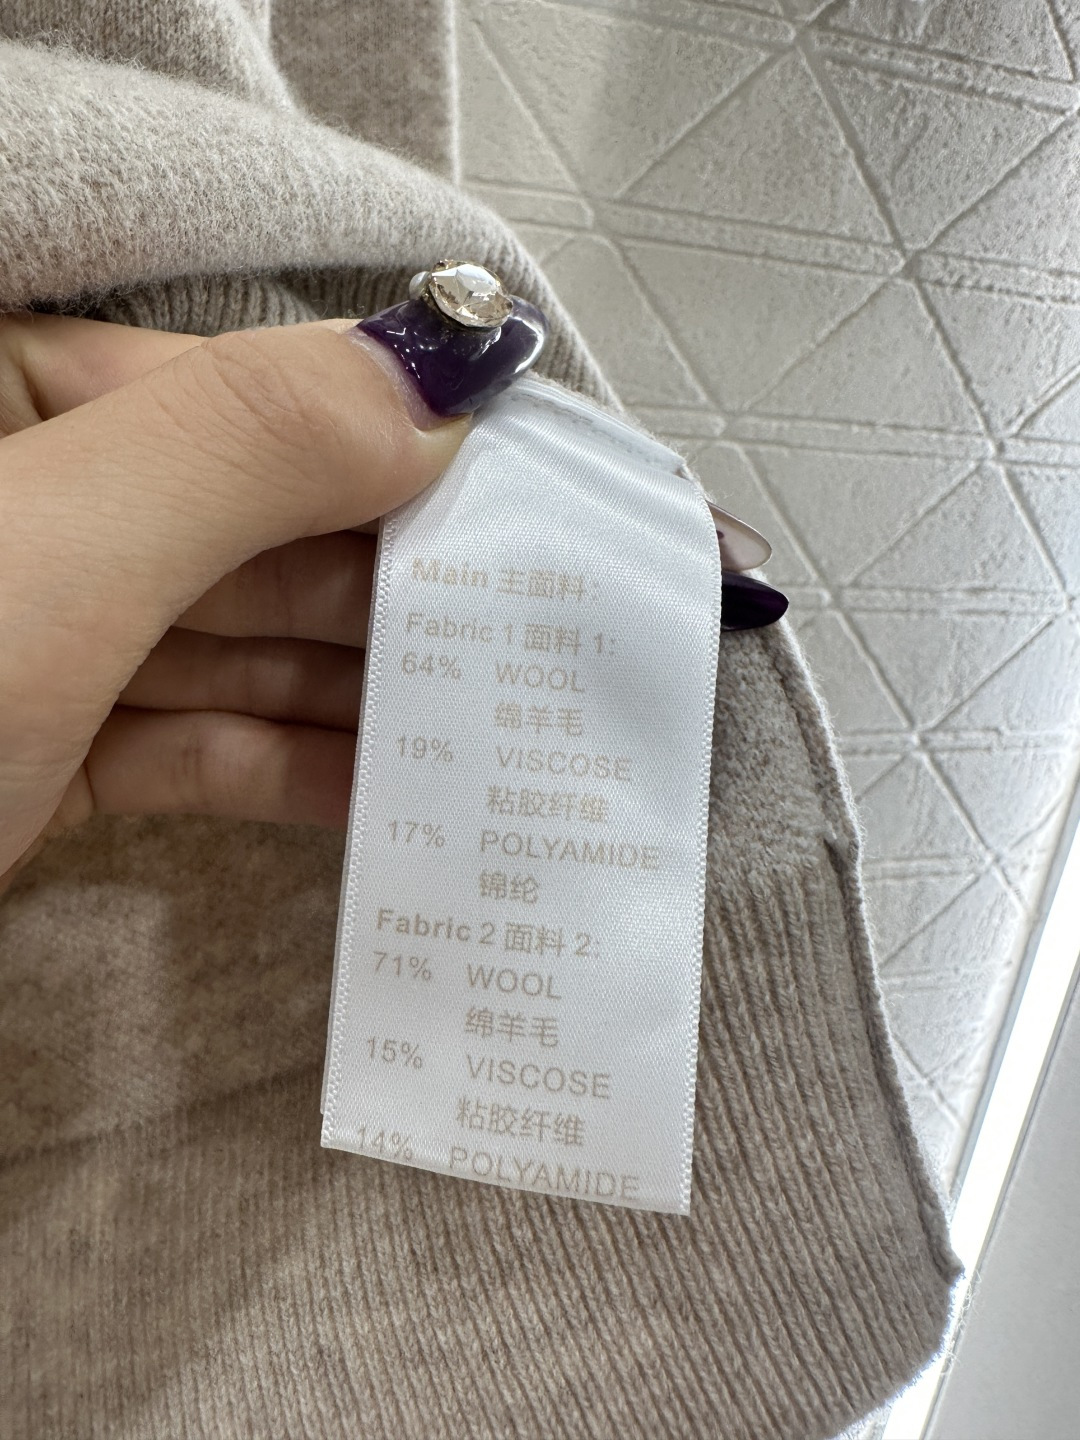 Main 主面料:
Fabric 1 面料 1:
64% WOOL
绵羊毛
19% VISCOSE
粘胶纤维
17% POLYAMIDE
锦纶
Fabric 2 面料 2:
71% WOOL
绵羊毛
15% VISCOSE
粘胶纤维
14% POLYAMIDE